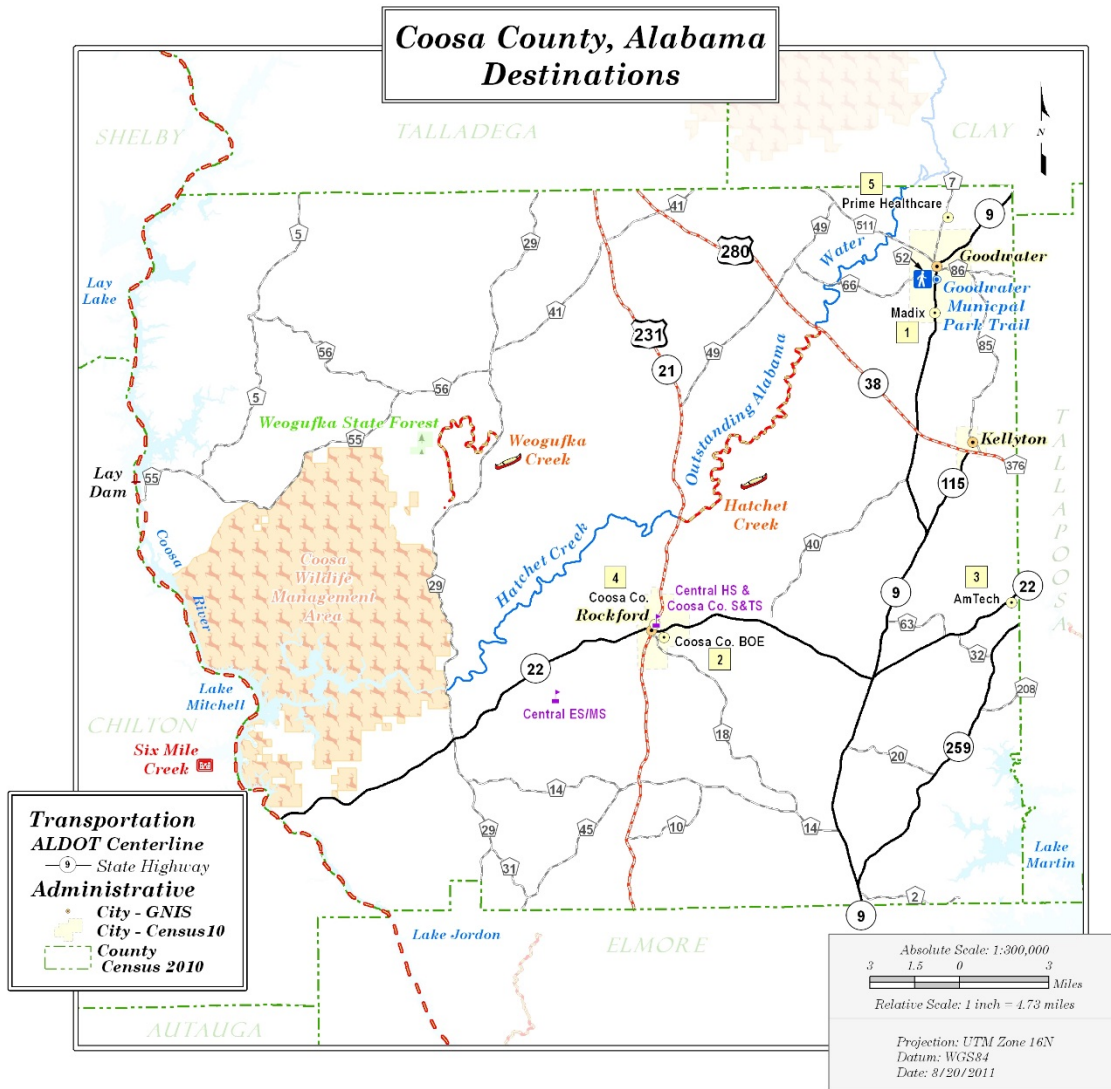 Coosa County, Alabama
Destinations
SHELBY
TALLADEGA
CLAY
N
5
7
Prime Healthcare
9
41
5
29
49
511
280
Water
52
Goodwater
86
66
Goodwater
Municpal
Park Trail
Lay
Lake
41
231
Madix
1
21
49
85
56
56
5
38
Outstanding Alabama
Weogufka State Forest
55
Weogufka
Creek
Kellyton
376
TALLAPOOSA
Lay
Dam
55
115
Hatchet
Creek
Coosa
River
Coosa
Wildife
Management
Area
Hatchet Creek
40
29
4
Coosa Co.
Rockford
Central HS &
Coosa Co. S&TS
Coosa Co. BOE
2
9
3
22
AmTech
63
32
22
Lake
Mitchell
Central ES/MS
208
CHILTON
Six Mile
Creek
18
259
20
14
29
45
10
14
31
Lake
Martin
2
9
Lake Jordon
ELMORE
AUTAUGA
Transportation
ALDOT Centerline
9 State Highway
Administrative
City - GNIS
City - Census10
County
Census 2010
Absolute Scale: 1:300,000
3 1.5 0 3
Miles
Relative Scale: 1 inch = 4.73 miles
Projection: UTM Zone 16N
Datum: WGS84
Date: 8/20/2011